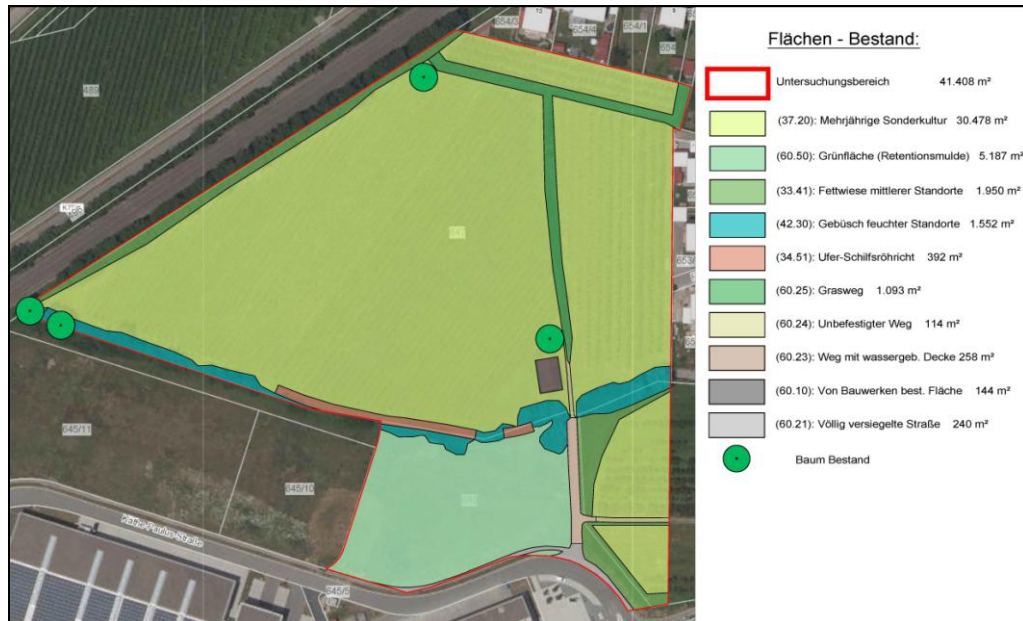 Flächen - Bestand:
Untersuchungsbereich 41.408 m²
(37.20): Mehrjährige Sonderkultur 30.478 m²
(60.50): Grünfläche (Retentionsmulde) 5.187 m²
(33.41): Fettwiese mittlerer Standorte 1.950 m²
(42.30): Gebüsch feuchter Standorte 1.552 m²
(34.51): Ufer-Schilfsröhricht 392 m²
(60.25): Grasweg 1.093 m²
(60.24): Unbefestigter Weg 114 m²
(60.23): Weg mit wassergeb. Decke 258 m²
(60.10): Von Bauwerken best. Fläche 144 m²
(60.21): Völlig versiegelte Straße 240 m²
Baum Bestand
654/3
654/4
654/1
654
489
645/11
645/10
645/5